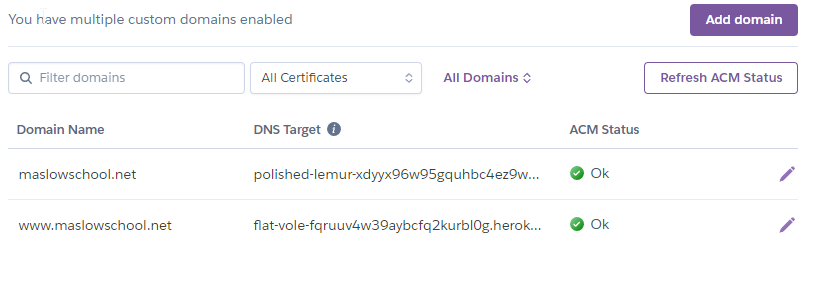 You have multiple custom domains enabled
Add domain
Filter domains
All Certificates
All Domains
Refresh ACM Status
Domain Name
DNS Target
ACM Status
maslowschool.net
polished-lemur-xdyyx96w95gquhbc4ez9w...
Ok
www.maslowschool.net
flat-vole-fqruuv4w39aybcfq2kurbl0g.herok...
Ok